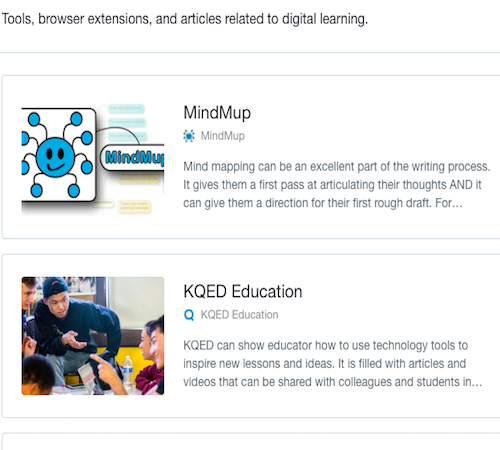 Tools, browser extensions, and articles related to digital learning.
MindMup
MindMup
MindMup
Mind mapping can be an excellent part of the writing process.
It gives them a first pass at articulating their thoughts AND it
can give them a direction for their first rough draft. For…
KQED Education
KQED Education
KQED can show educator how to use technology tools to
inspire new lessons and ideas. It is filled with articles and
videos that can be shared with colleagues and students in…